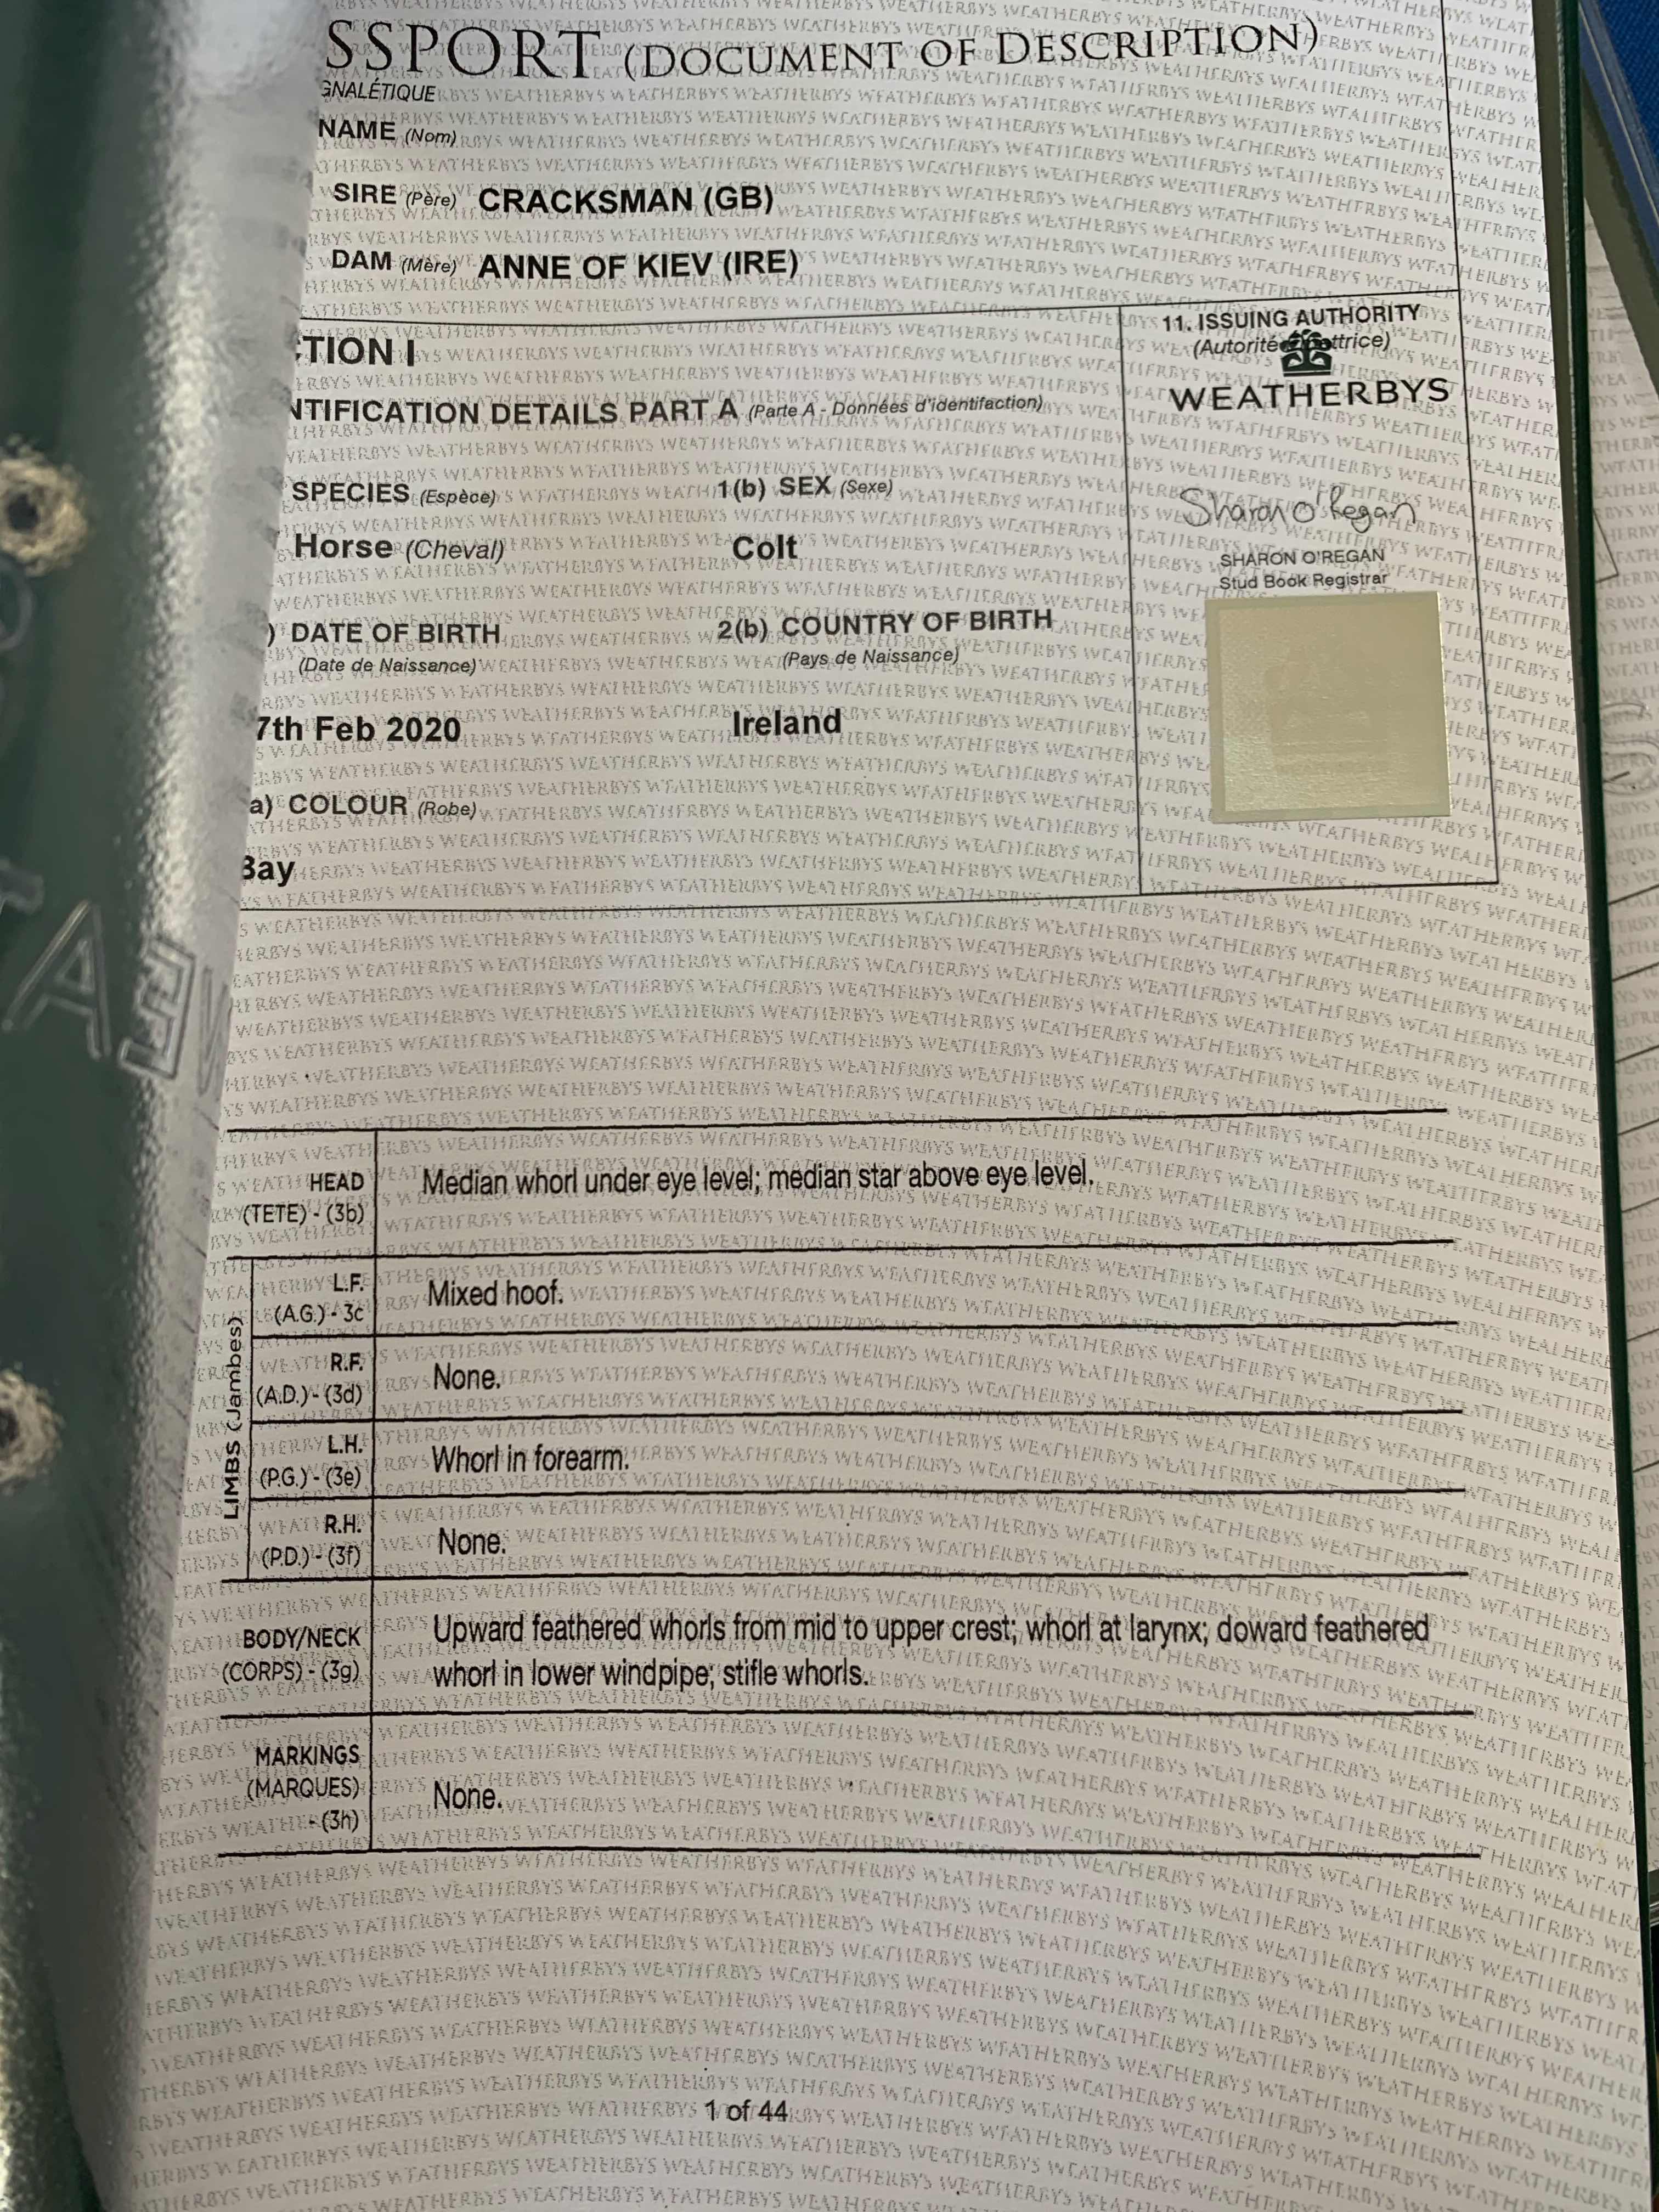 SSPORT (DOCUMENT OF DESCRIPTION)
GNALÉTIQUE
NAME (Nom)
SIRE (Père) CRACKSMAN (GB)
DAM (Mère) ANNE OF KIEV (IRE)
TION I
NTIFICATION DETAILS PART A (Parte A - Données d'identifaction)
11. ISSUING AUTHORITY
(Autorité ttrice)
WEATHERBYS
SPECIES (Espèce)
1(b) SEX (Sexe)
Horse (Cheval)
Colt
Sharon O'Regan
SHARON O'REGAN
Stud Book Registrar
) DATE OF BIRTH
(Date de Naissance)
2(b) COUNTRY OF BIRTH
(Pays de Naissance)
7th Feb 2020
Ireland
a) COLOUR (Robe)
Bay
HEAD
(TETE) - (3b)
Median whorl under eye level; median star above eye level.
LIMBS (Jambes)
L.F.
(A.G.) - 3c
Mixed hoof.
R.F.
(A.D.) - (3d)
None.
L.H.
(P.G.) - (3e)
Whorl in forearm.
R.H.
(P.D.) - (3f)
None.
BODY/NECK
(CORPS) - (3g)
Upward feathered whorls from mid to upper crest; whorl at larynx; doward feathered
whorl in lower windpipe; stifle whorls.
MARKINGS
(MARQUES)
- (3h)
None.
1 of 44